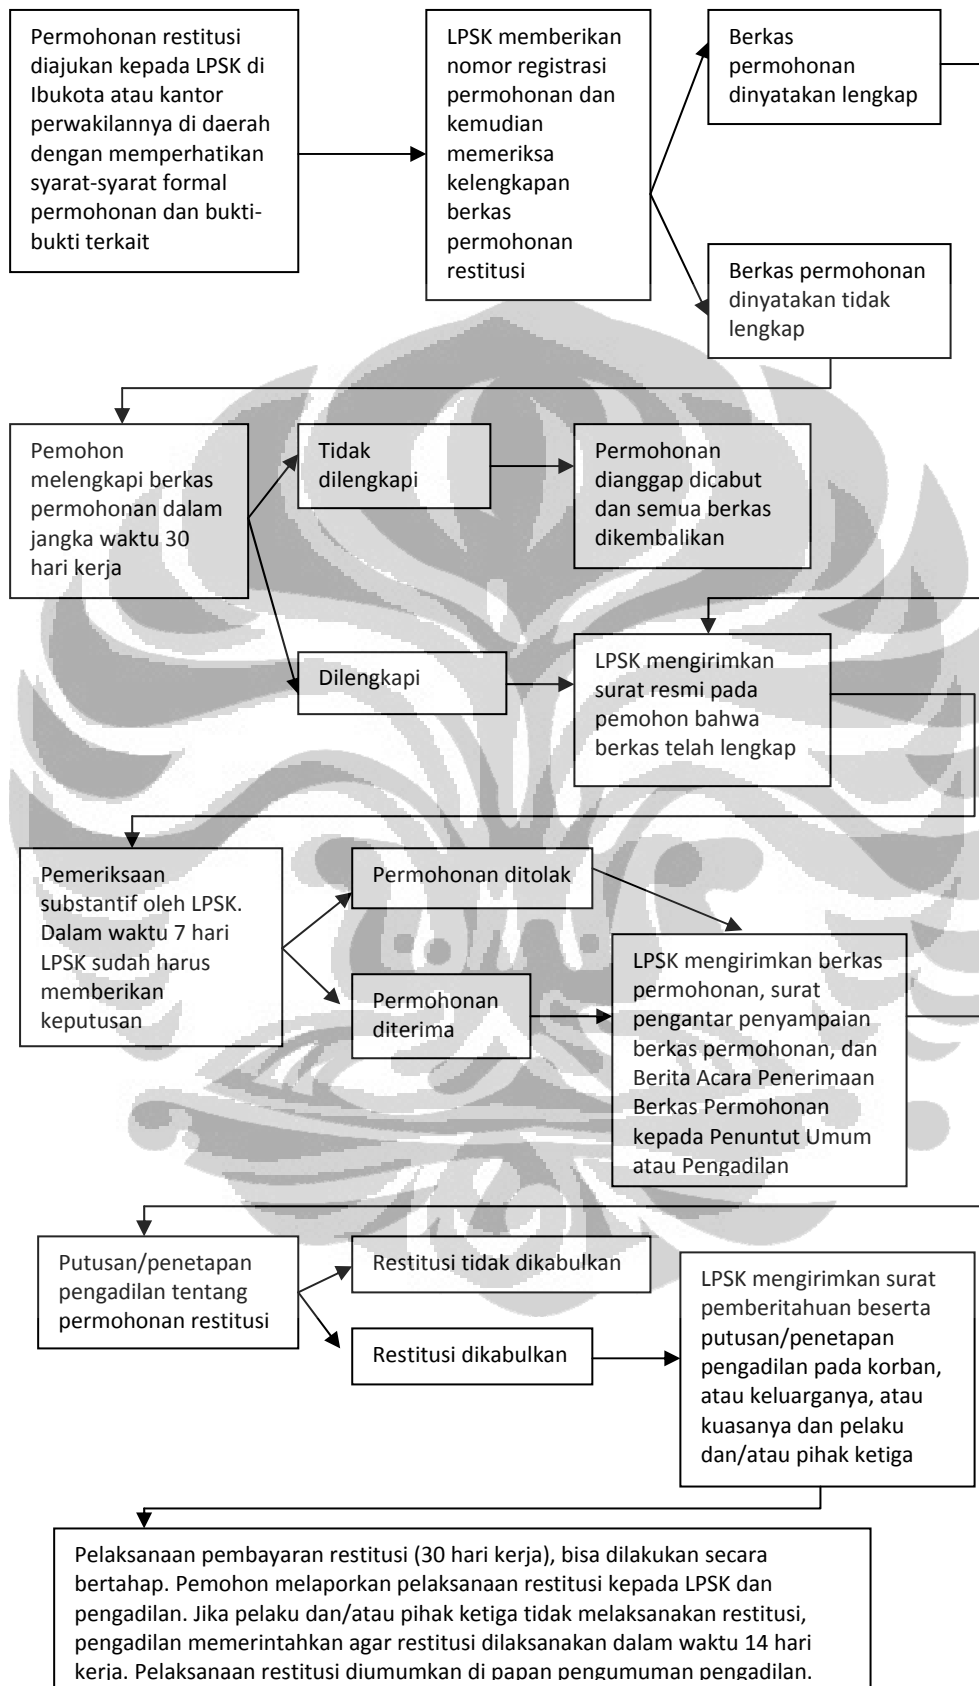 Permohonan restitusi
diajukan kepada LPSK di
Ibukota atau kantor
perwakilannya di daerah
dengan memperhatikan
syarat-syarat formal
permohonan dan bukti-
bukti terkait
LPSK memberikan
nomor registrasi
permohonan dan
kemudian
memeriksa
kelengkapan
berkas
permohonan
restitusi
Berkas
permohonan
dinyatakan lengkap
Berkas permohonan
dinyatakan tidak
lengkap
Pemohon
melengkapi berkas
permohonan dalam
jangka waktu 30
hari kerja
Tidak
dilengkapi
Permohonan
dianggap dicabut
dan semua berkas
dikembalikan
Dilengkapi
LPSK mengirimkan
surat resmi pada
pemohon bahwa
berkas telah lengkap
Pemeriksaan
substantif oleh LPSK.
Dalam waktu 7 hari
LPSK sudah harus
memberikan
keputusan
Permohonan ditolak
Permohonan
diterima
LPSK mengirimkan berkas
permohonan, surat
pengantar penyampaian
berkas permohonan, dan
Berita Acara Penerimaan
Berkas Permohonan
kepada Penuntut Umum
atau Pengadilan
Putusan/penetapan
pengadilan tentang
permohonan restitusi
Restitusi tidak dikabulkan
Restitusi dikabulkan
LPSK mengirimkan surat
pemberitahuan beserta
putusan/penetapan
pengadilan pada korban,
atau keluarganya, atau
kuasanya dan pelaku
dan/atau pihak ketiga
Pelaksanaan pembayaran restitusi (30 hari kerja), bisa dilakukan secara
bertahap. Pemohon melaporkan pelaksanaan restitusi kepada LPSK dan
pengadilan. Jika pelaku dan/atau pihak ketiga tidak melaksanakan restitusi,
pengadilan memerintahkan agar restitusi dilaksanakan dalam waktu 14 hari
kerja. Pelaksanaan restitusi diumumkan di papan pengumuman pengadilan.